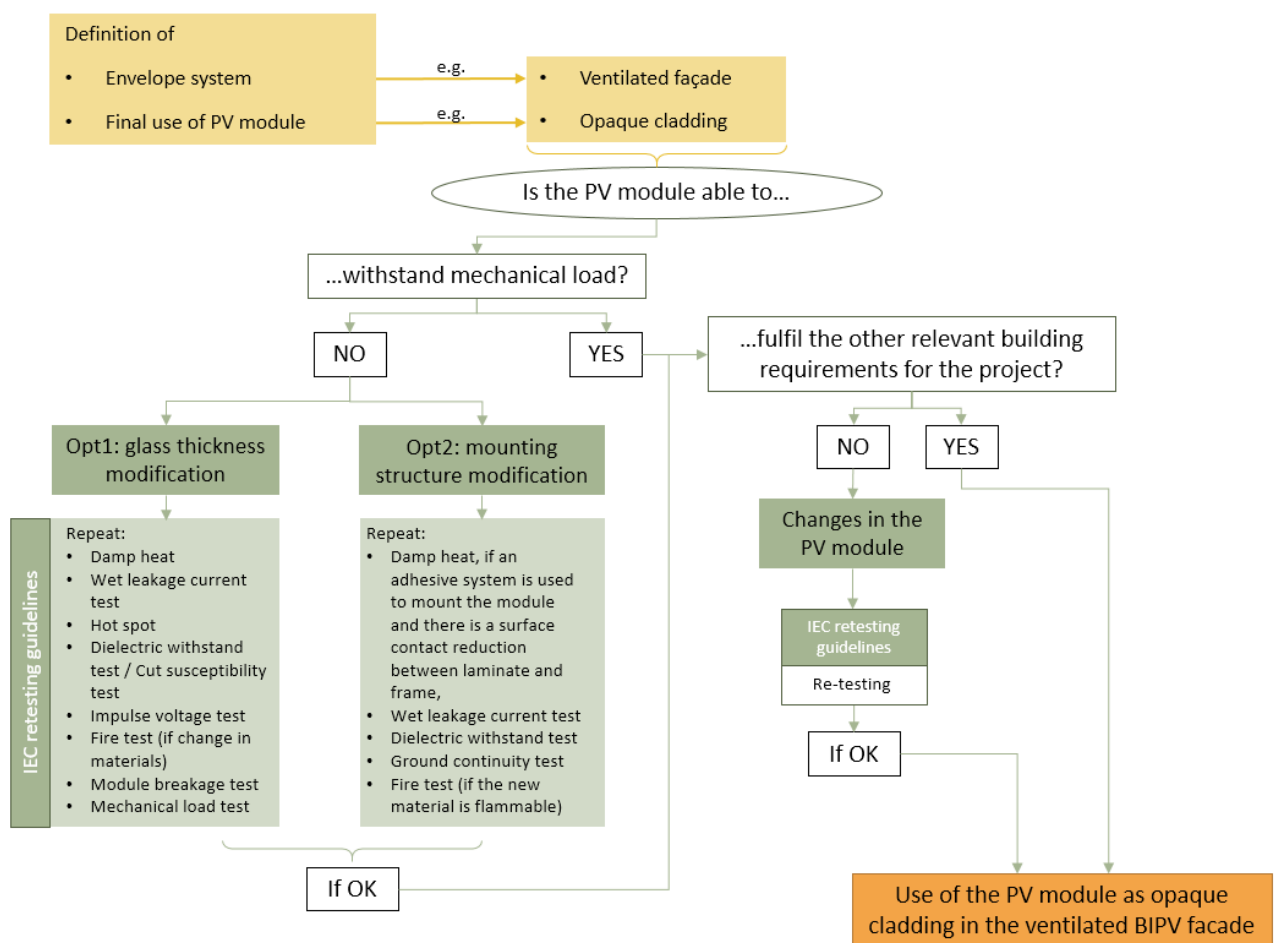 Definition of
• Envelope system
• Final use of PV module
e.g.
e.g.
• Ventilated façade
• Opaque cladding
Is the PV module able to…
…withstand mechanical load?
NO
YES
…fulfil the other relevant building
requirements for the project?
NO
YES
Opt1: glass thickness
modification
Opt2: mounting
structure modification
Changes in the
PV module
IEC retesting guidelines
Repeat:
• Damp heat
• Wet leakage current
test
• Hot spot
• Dielectric withstand
test / Cut susceptibility
test
• Impulse voltage test
• Fire test (if change in
materials)
• Module breakage test
• Mechanical load test
Repeat:
• Damp heat, if an
adhesive system is used
to mount the module
and there is a surface
contact reduction
between laminate and
frame,
• Wet leakage current test
• Dielectric withstand test
• Ground continuity test
• Fire test (if the new
material is flammable)
IEC retesting
guidelines
Re-testing
If OK
If OK
Use of the PV module as opaque
cladding in the ventilated BIPV facade